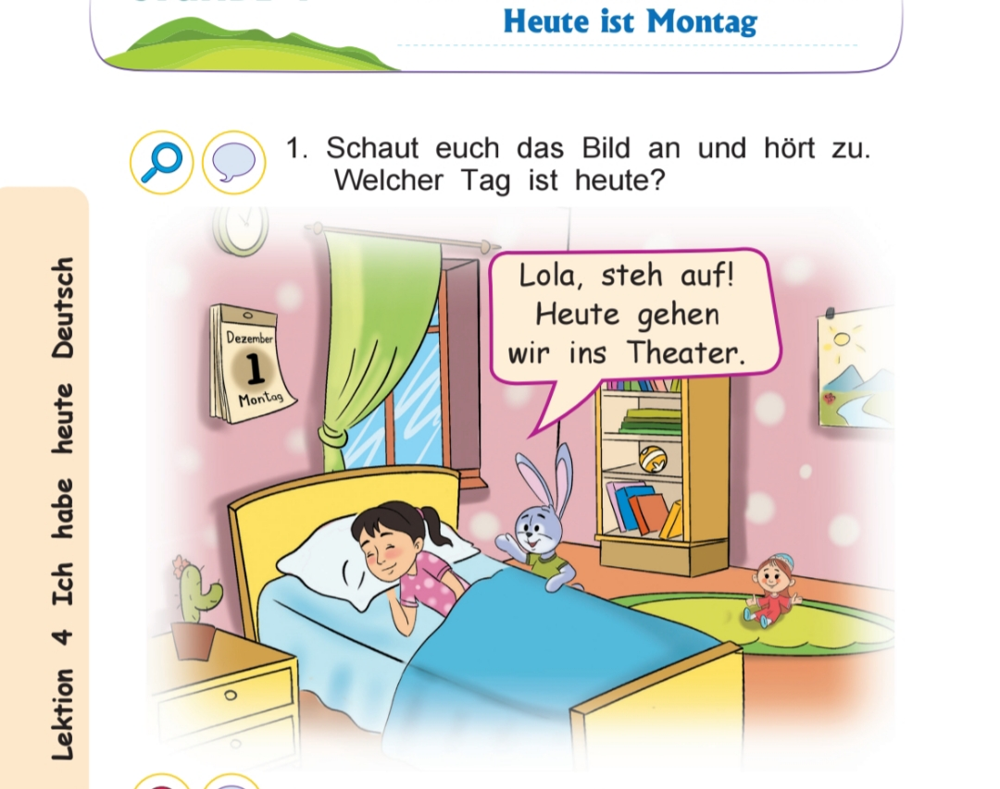 Heute ist Montag
1. Schaut euch das Bild an und hört zu.
Welcher Tag ist heute?
Lola, steh auf!
Heute gehen
wir ins Theater.
Dezember
1
Montag
Lektion 4 Ich habe heute Deutsch